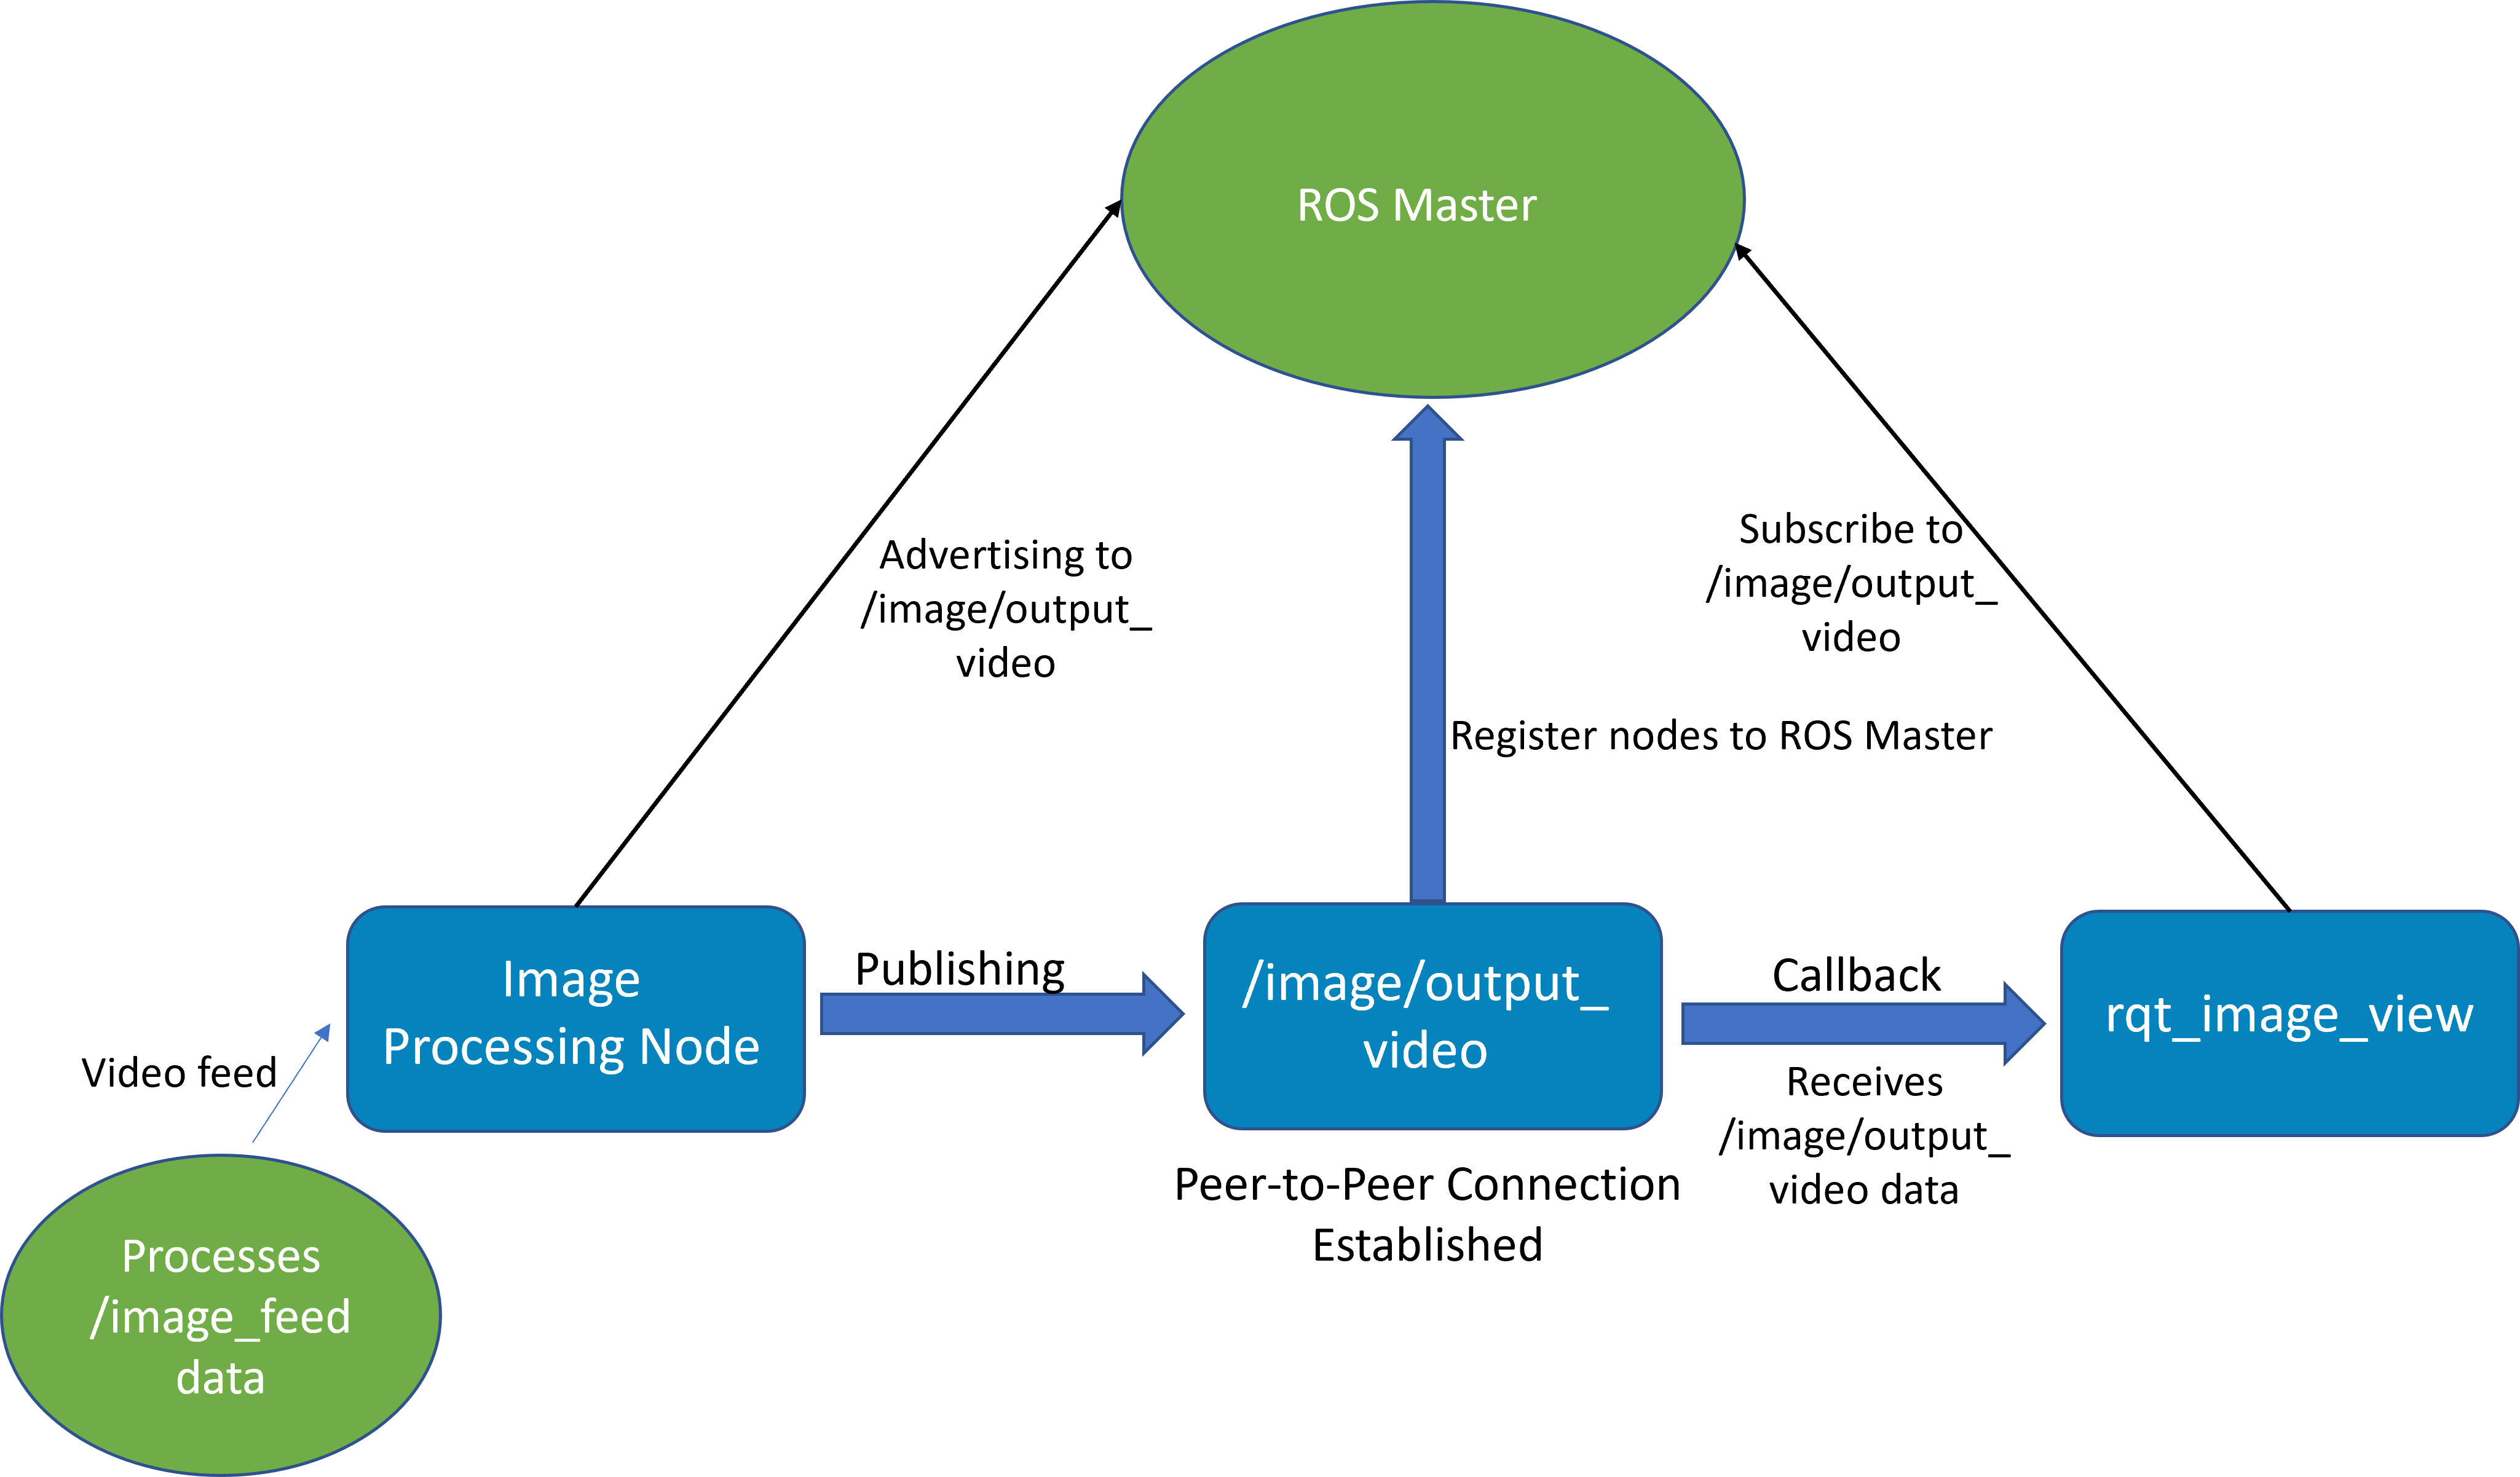 ROS Master
Advertising to
/image/output_
video
Subscribe to
/image/output_
video
Register nodes to ROS Master
Image
Processing Node
Publishing
/image/output_
video
Callback
rqt_image_view
Video feed
Receives
/image/output_
video data
Peer-to-Peer Connection
Established
Processes
/image_feed
data